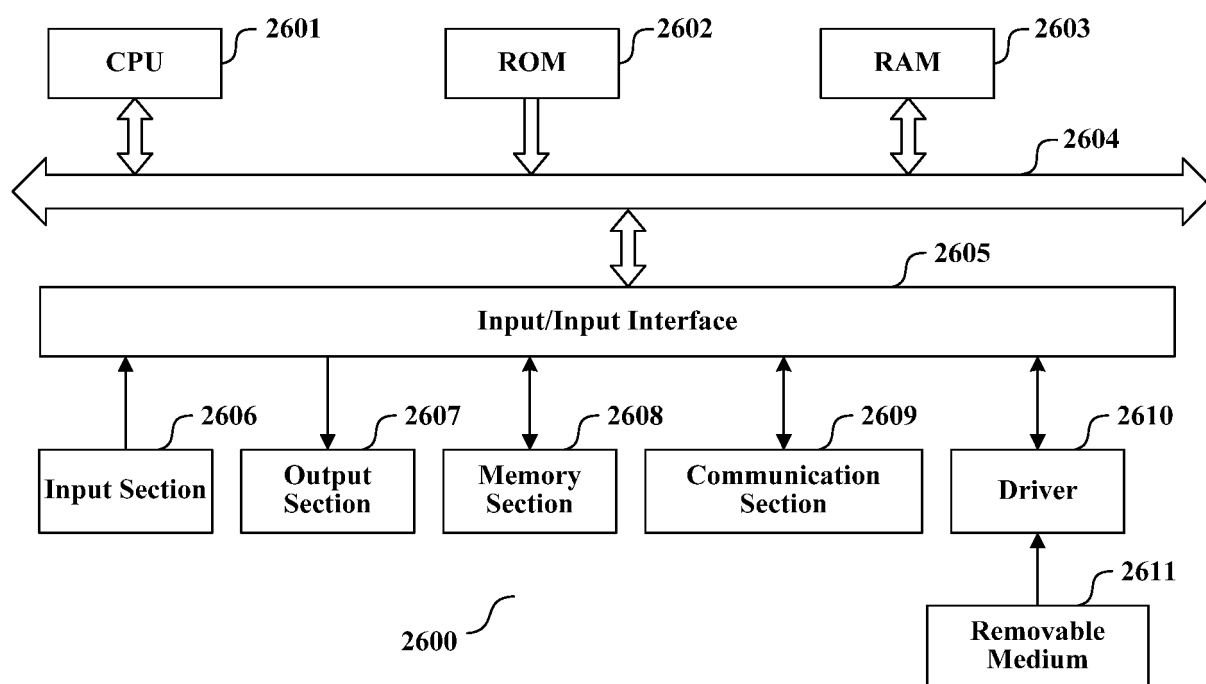 2601
2602
2603
CPU
ROM
RAM
2604
2605
Input/Input Interface
2606
2607
2608
2609
2610
Input Section
Output
Section
Memory
Section
Communication
Section
Driver
2611
2600
Removable
Medium